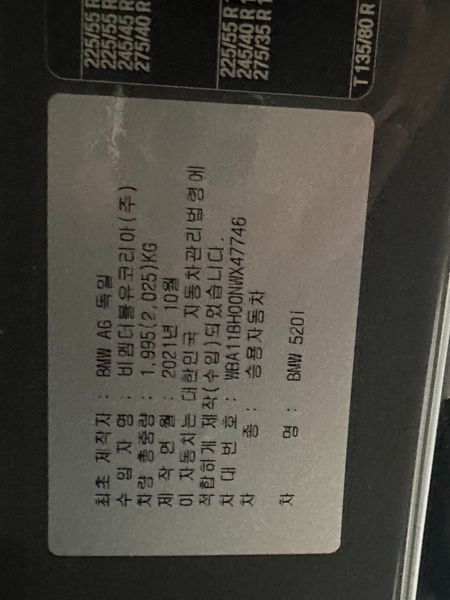 225/55 R
225/55 R
245/45 R
275/40 R
225/55 R
245/40 R
275/35 R
T 135/80 R
최초 제작자 : BMW AG 독일
수 입 자 명 : 비엠더블유코리아(주)
차량 총중량 : 1,995(2,025)KG
제 작 연 월 : 2021년 10월
이 자동차는 대한민국 자동차관리법령에
적합하게 제작(수입)되었습니다.
차 대 번 호 : WBA11BH00NWX47746
차 종 : 승용자동차
차 명 : BMW 520i